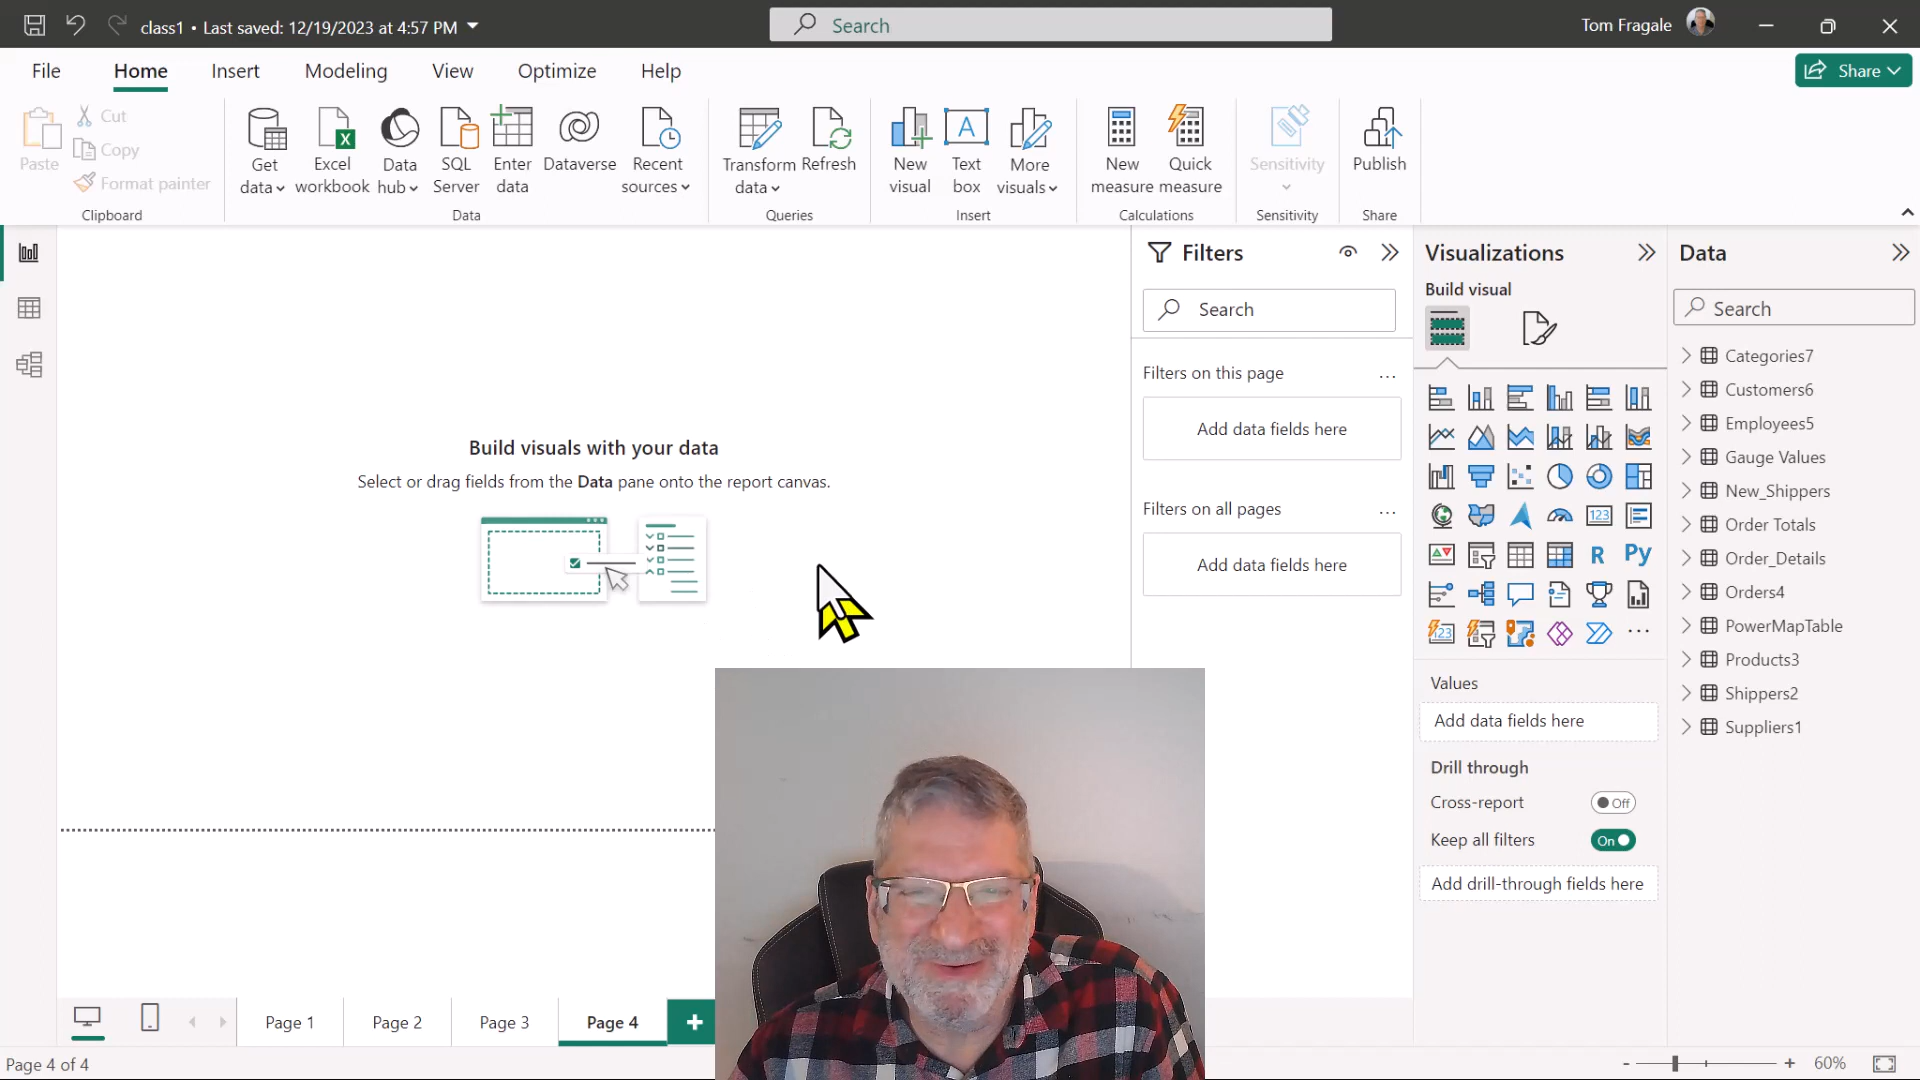 class1 • Last saved: 12/19/2023 at 4:57 PM
Search
Tom Fragale
File
Home
Insert
Modeling
View
Optimize
Help
Share
Paste
Cut
Copy
Format painter
Clipboard
Get
data
Excel
workbook
Data
hub
SQL
Server
Enter
data
Dataverse
Recent
sources
Data
Transform
data
Refresh
Queries
New
visual
A
Text
box
More
visuals
Insert
New
measure
Quick
measure
Calculations
Sensitivity
Sensitivity
Publish
Share
Build visuals with your data
Select or drag fields from the Data pane onto the report canvas.
Filters
Search
Filters on this page
...
Add data fields here
Filters on all pages
...
Add data fields here
Visualizations
Build visual
123
R
Py
123
...
Values
Add data fields here
Drill through
Cross-report
Off
Keep all filters
On
Add drill-through fields here
Data
Search
Categories7
Customers6
Employees5
Gauge Values
New_Shippers
Order Totals
Order_Details
Orders4
PowerMapTable
Products3
Shippers2
Suppliers1
Page 1
Page 2
Page 3
Page 4
+
Page 4 of 4
- + 60%